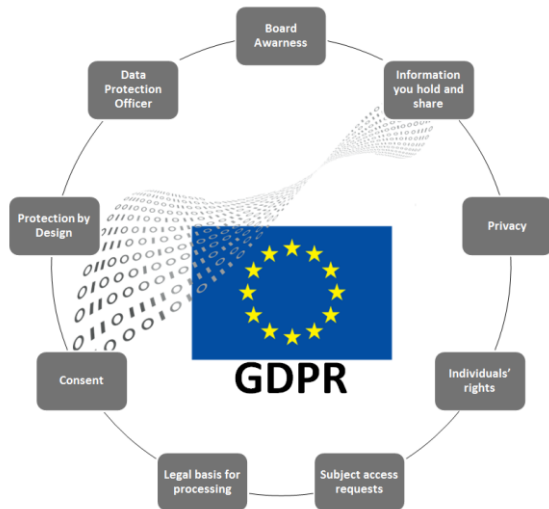 Board
Awarness
Information
you hold and
share
Privacy
Individuals'
rights
Subject access
requests
Legal basis for
processing
Consent
Protection by
Design
Data
Protection
Officer
GDPR